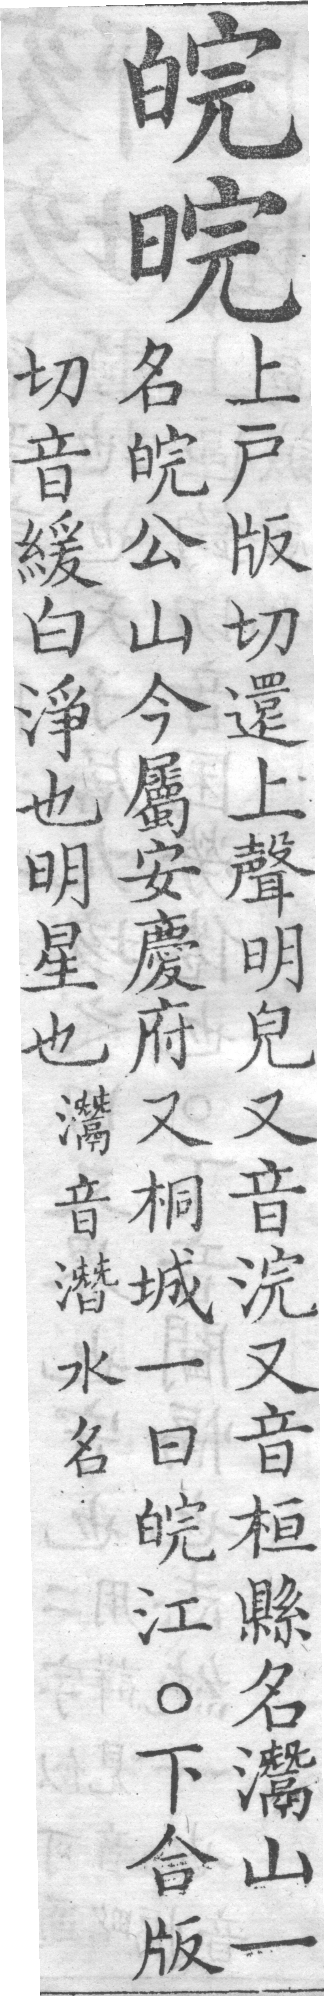 皖晥
上戸版切還上聲明皃又音浣又音桓縣名灊山一
名皖公山今屬安慶府又桐城一曰皖江○下合版
切音緩白淨也明星也
灊音潛水名